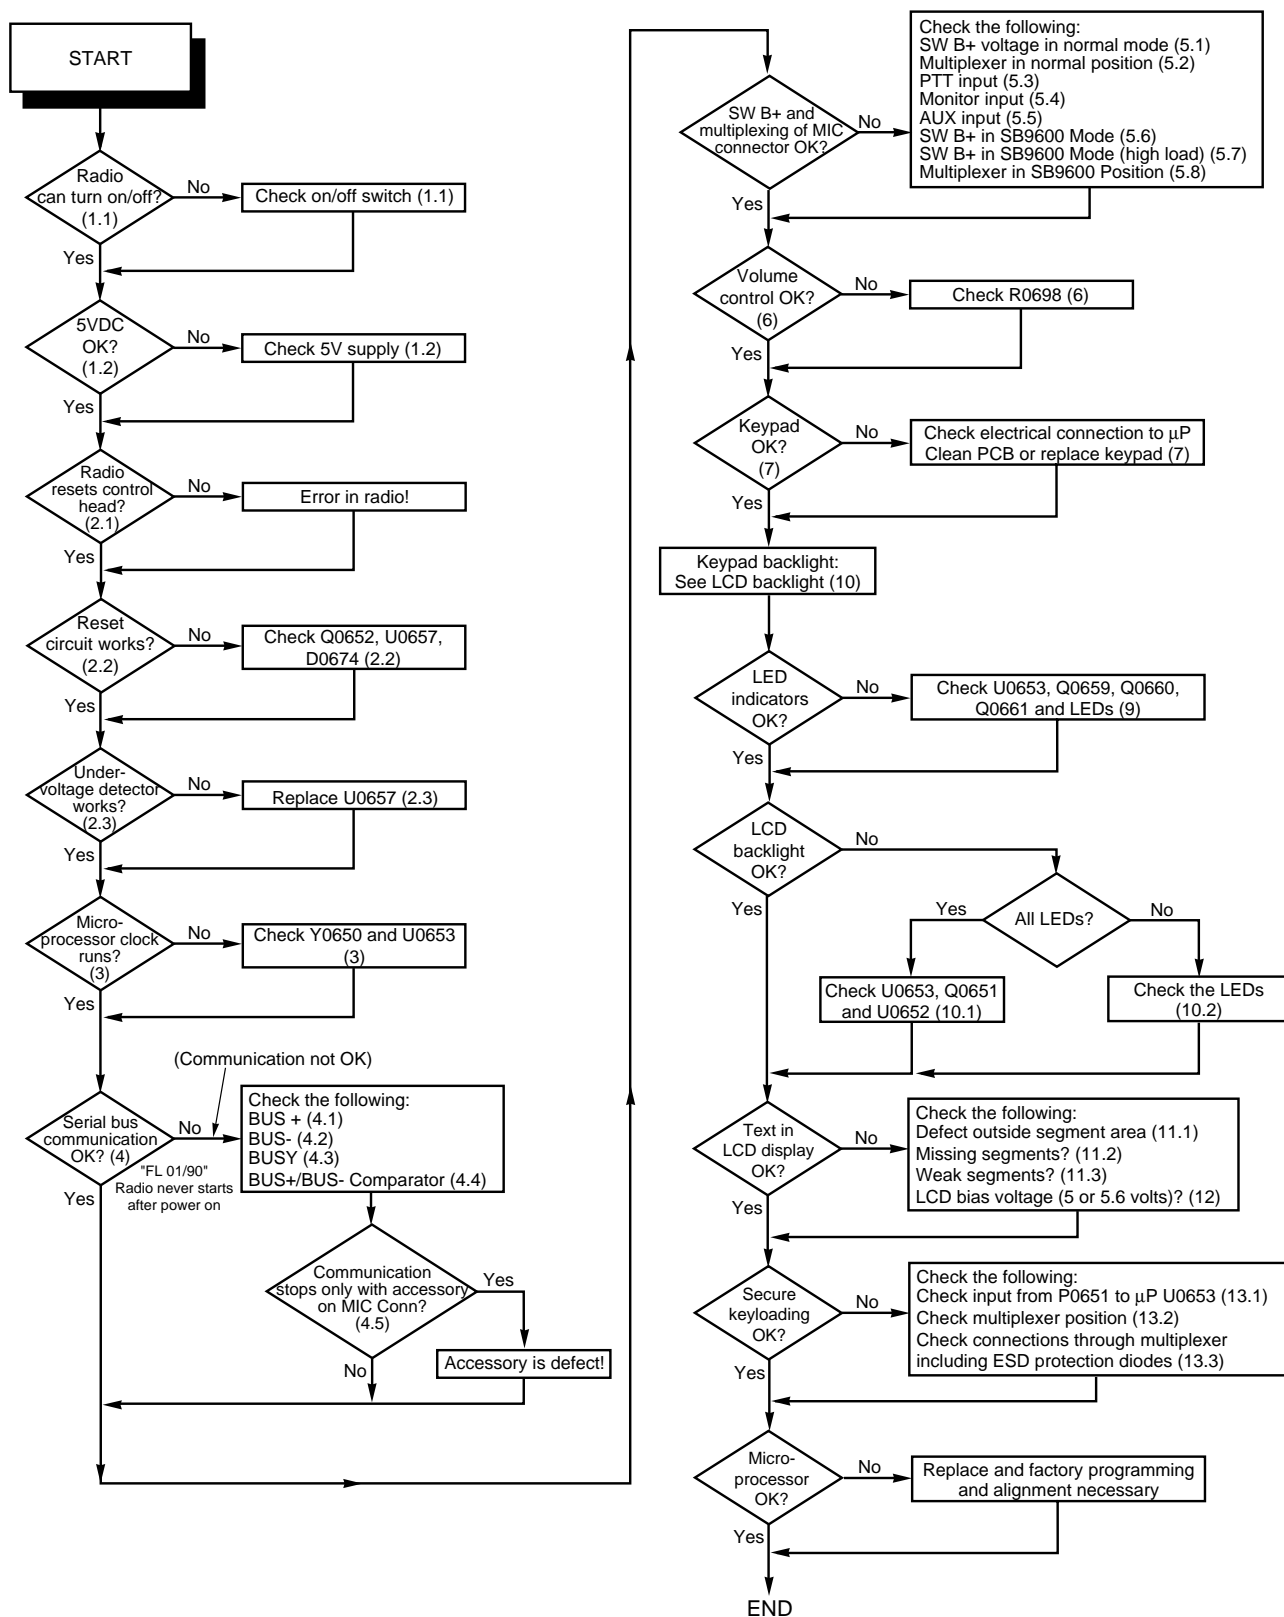 START
Radio
can turn on/off?
(1.1)
No
Check on/off switch (1.1)
Yes
5VDC
OK?
(1.2)
No
Check 5V supply (1.2)
Yes
Radio
resets control
head?
(2.1)
No
Error in radio!
Yes
Reset
circuit works?
(2.2)
No
Check Q0652, U0657,
D0674 (2.2)
Yes
Under-
voltage detector
works?
(2.3)
No
Replace U0657 (2.3)
Yes
Micro-
processor clock
runs?
(3)
No
Check Y0650 and U0653
(3)
Yes
(Communication not OK)
Serial bus
communication
OK? (4)
No
"FL 01/90"
Radio never starts
after power on
Check the following:
BUS + (4.1)
BUS- (4.2)
BUSY (4.3)
BUS+/BUS- Comparator (4.4)
Yes
Communication
stops only with accessory
on MIC Conn?
(4.5)
Yes
Accessory is defect!
No
SW B+ and
multiplexing of MIC
connector OK?
No
Check the following:
SW B+ voltage in normal mode (5.1)
Multiplexer in normal position (5.2)
PTT input (5.3)
Monitor input (5.4)
AUX input (5.5)
SW B+ in SB9600 Mode (5.6)
SW B+ in SB9600 Mode (high load) (5.7)
Multiplexer in SB9600 Position (5.8)
Yes
Volume
control OK?
(6)
No
Check R0698 (6)
Yes
Keypad
OK?
(7)
No
Check electrical connection to µP
Clean PCB or replace keypad (7)
Yes
Keypad backlight:
See LCD backlight (10)
LED
indicators
OK?
No
Check U0653, Q0659, Q0660,
Q0661 and LEDs (9)
Yes
LCD
backlight
OK?
No
Yes
All LEDs?
Yes
No
Check U0653, Q0651
and U0652 (10.1)
Check the LEDs
(10.2)
Text in
LCD display
OK?
No
Check the following:
Defect outside segment area (11.1)
Missing segments? (11.2)
Weak segments? (11.3)
LCD bias voltage (5 or 5.6 volts)? (12)
Yes
Secure
keyloading
OK?
No
Check the following:
Check input from P0651 to µP U0653 (13.1)
Check multiplexer position (13.2)
Check connections through multiplexer
including ESD protection diodes (13.3)
Yes
Micro-
processor
OK?
No
Replace and factory programming
and alignment necessary
Yes
END